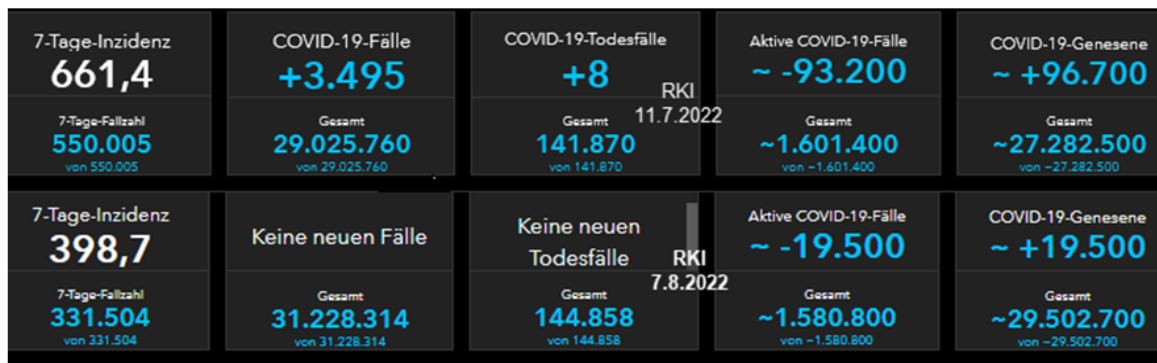 7-Tage-Inzidenz
661,4
7-Tage-Fallzahl
550.005
von 550.005
COVID-19-Fälle
+3.495
Gesamt
29.025.760
von 29.025.760
COVID-19-Todesfälle
+8
Gesamt
141.870
von 141.870
RKI
11.7.2022
Aktive COVID-19-Fälle
~ -93.200
Gesamt
~1.601.400
von ~1.601.400
COVID-19-Genesene
~ +96.700
Gesamt
~27.282.500
von ~27.282.500
7-Tage-Inzidenz
398,7
7-Tage-Fallzahl
331.504
von 331.504
Keine neuen Fälle
Gesamt
31.228.314
von 31.228.314
Keine neuen
Todesfälle
Gesamt
144.858
von 144.858
RKI
7.8.2022
Aktive COVID-19-Fälle
~ -19.500
Gesamt
~1.580.800
von ~1.580.800
COVID-19-Genesene
~ +19.500
Gesamt
~29.502.700
von ~29.502.700